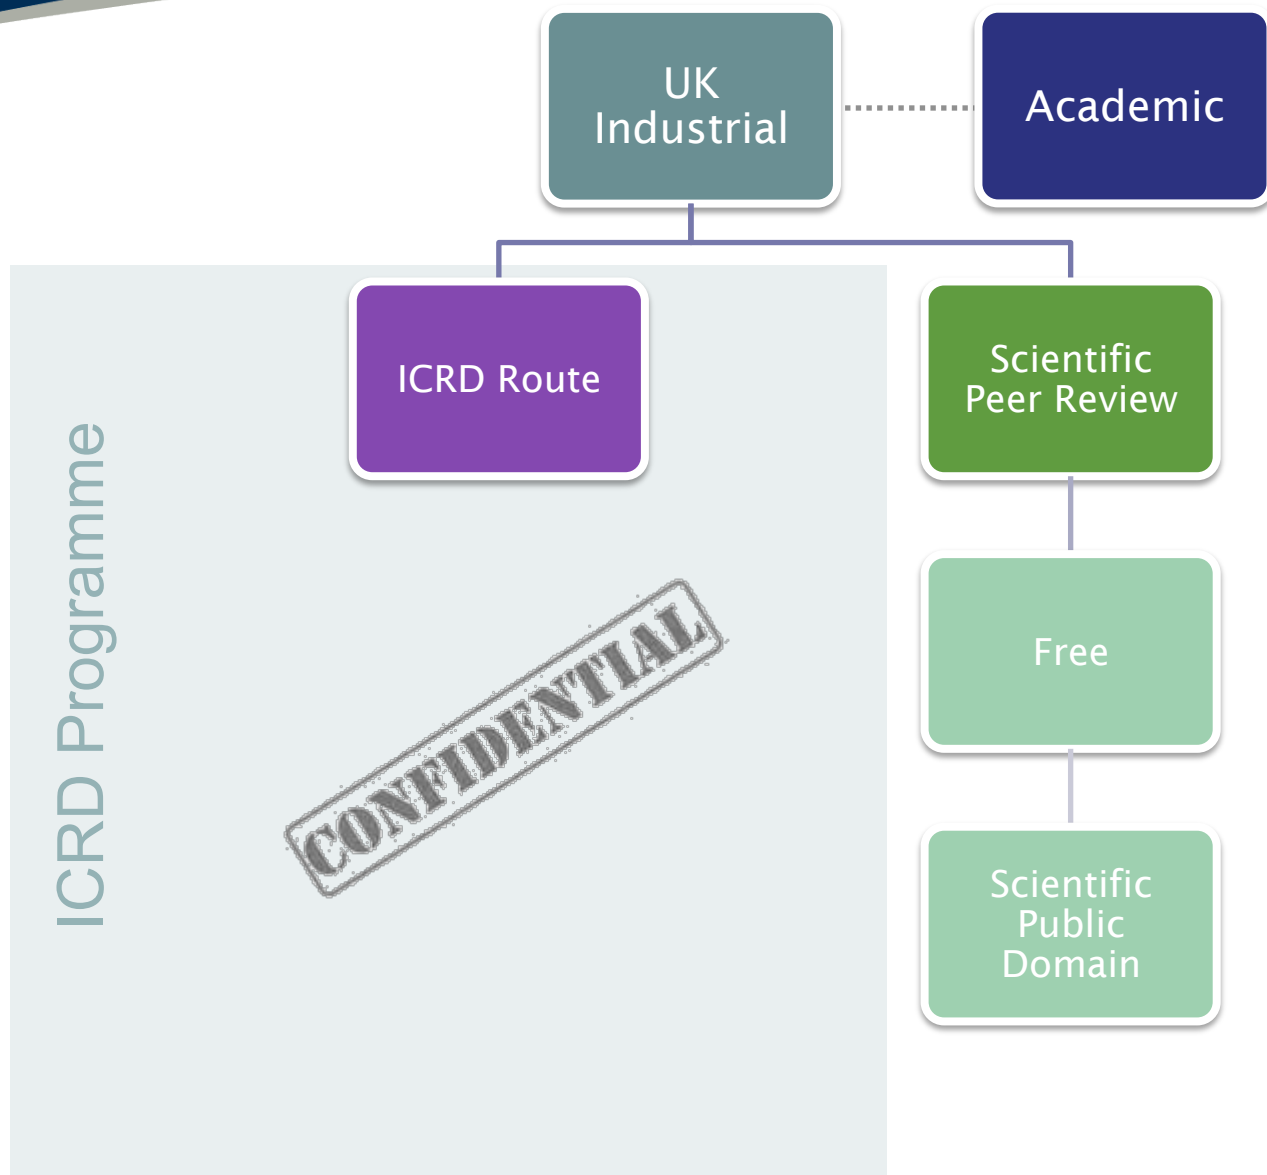 UK
Industrial
Academic
ICRD Route
Scientific
Peer Review
ICRD Programme
CONFIDENTIAL
Free
Scientific
Public
Domain